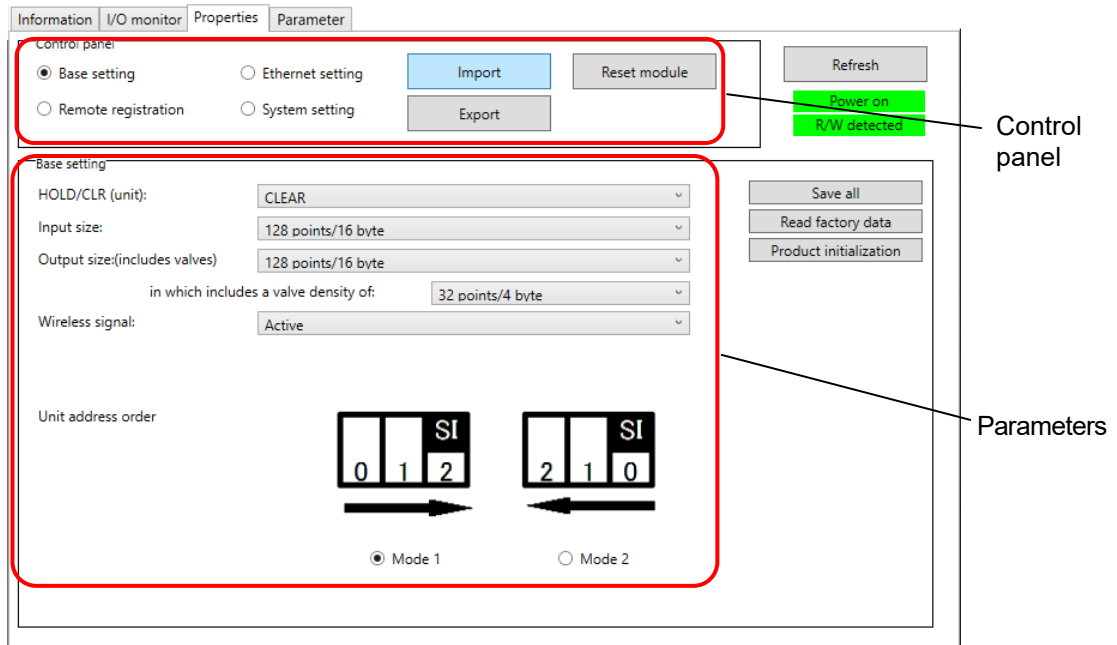 Information I/O monitor Properties Parameter
Control panel
Base setting Ethernet setting Import Reset module Refresh
Remote registration System setting Export Power on
R/W detected
Control
panel
Base setting
HOLD/CLR (unit): CLEAR Save all
Input size: 128 points/16 byte Read factory data
Output size:(includes valves) 128 points/16 byte Product initialization
in which includes a valve density of: 32 points/4 byte
Wireless signal: Active
Parameters
Unit address order
SI SI
0 1 2 2 1 0
Mode 1 Mode 2